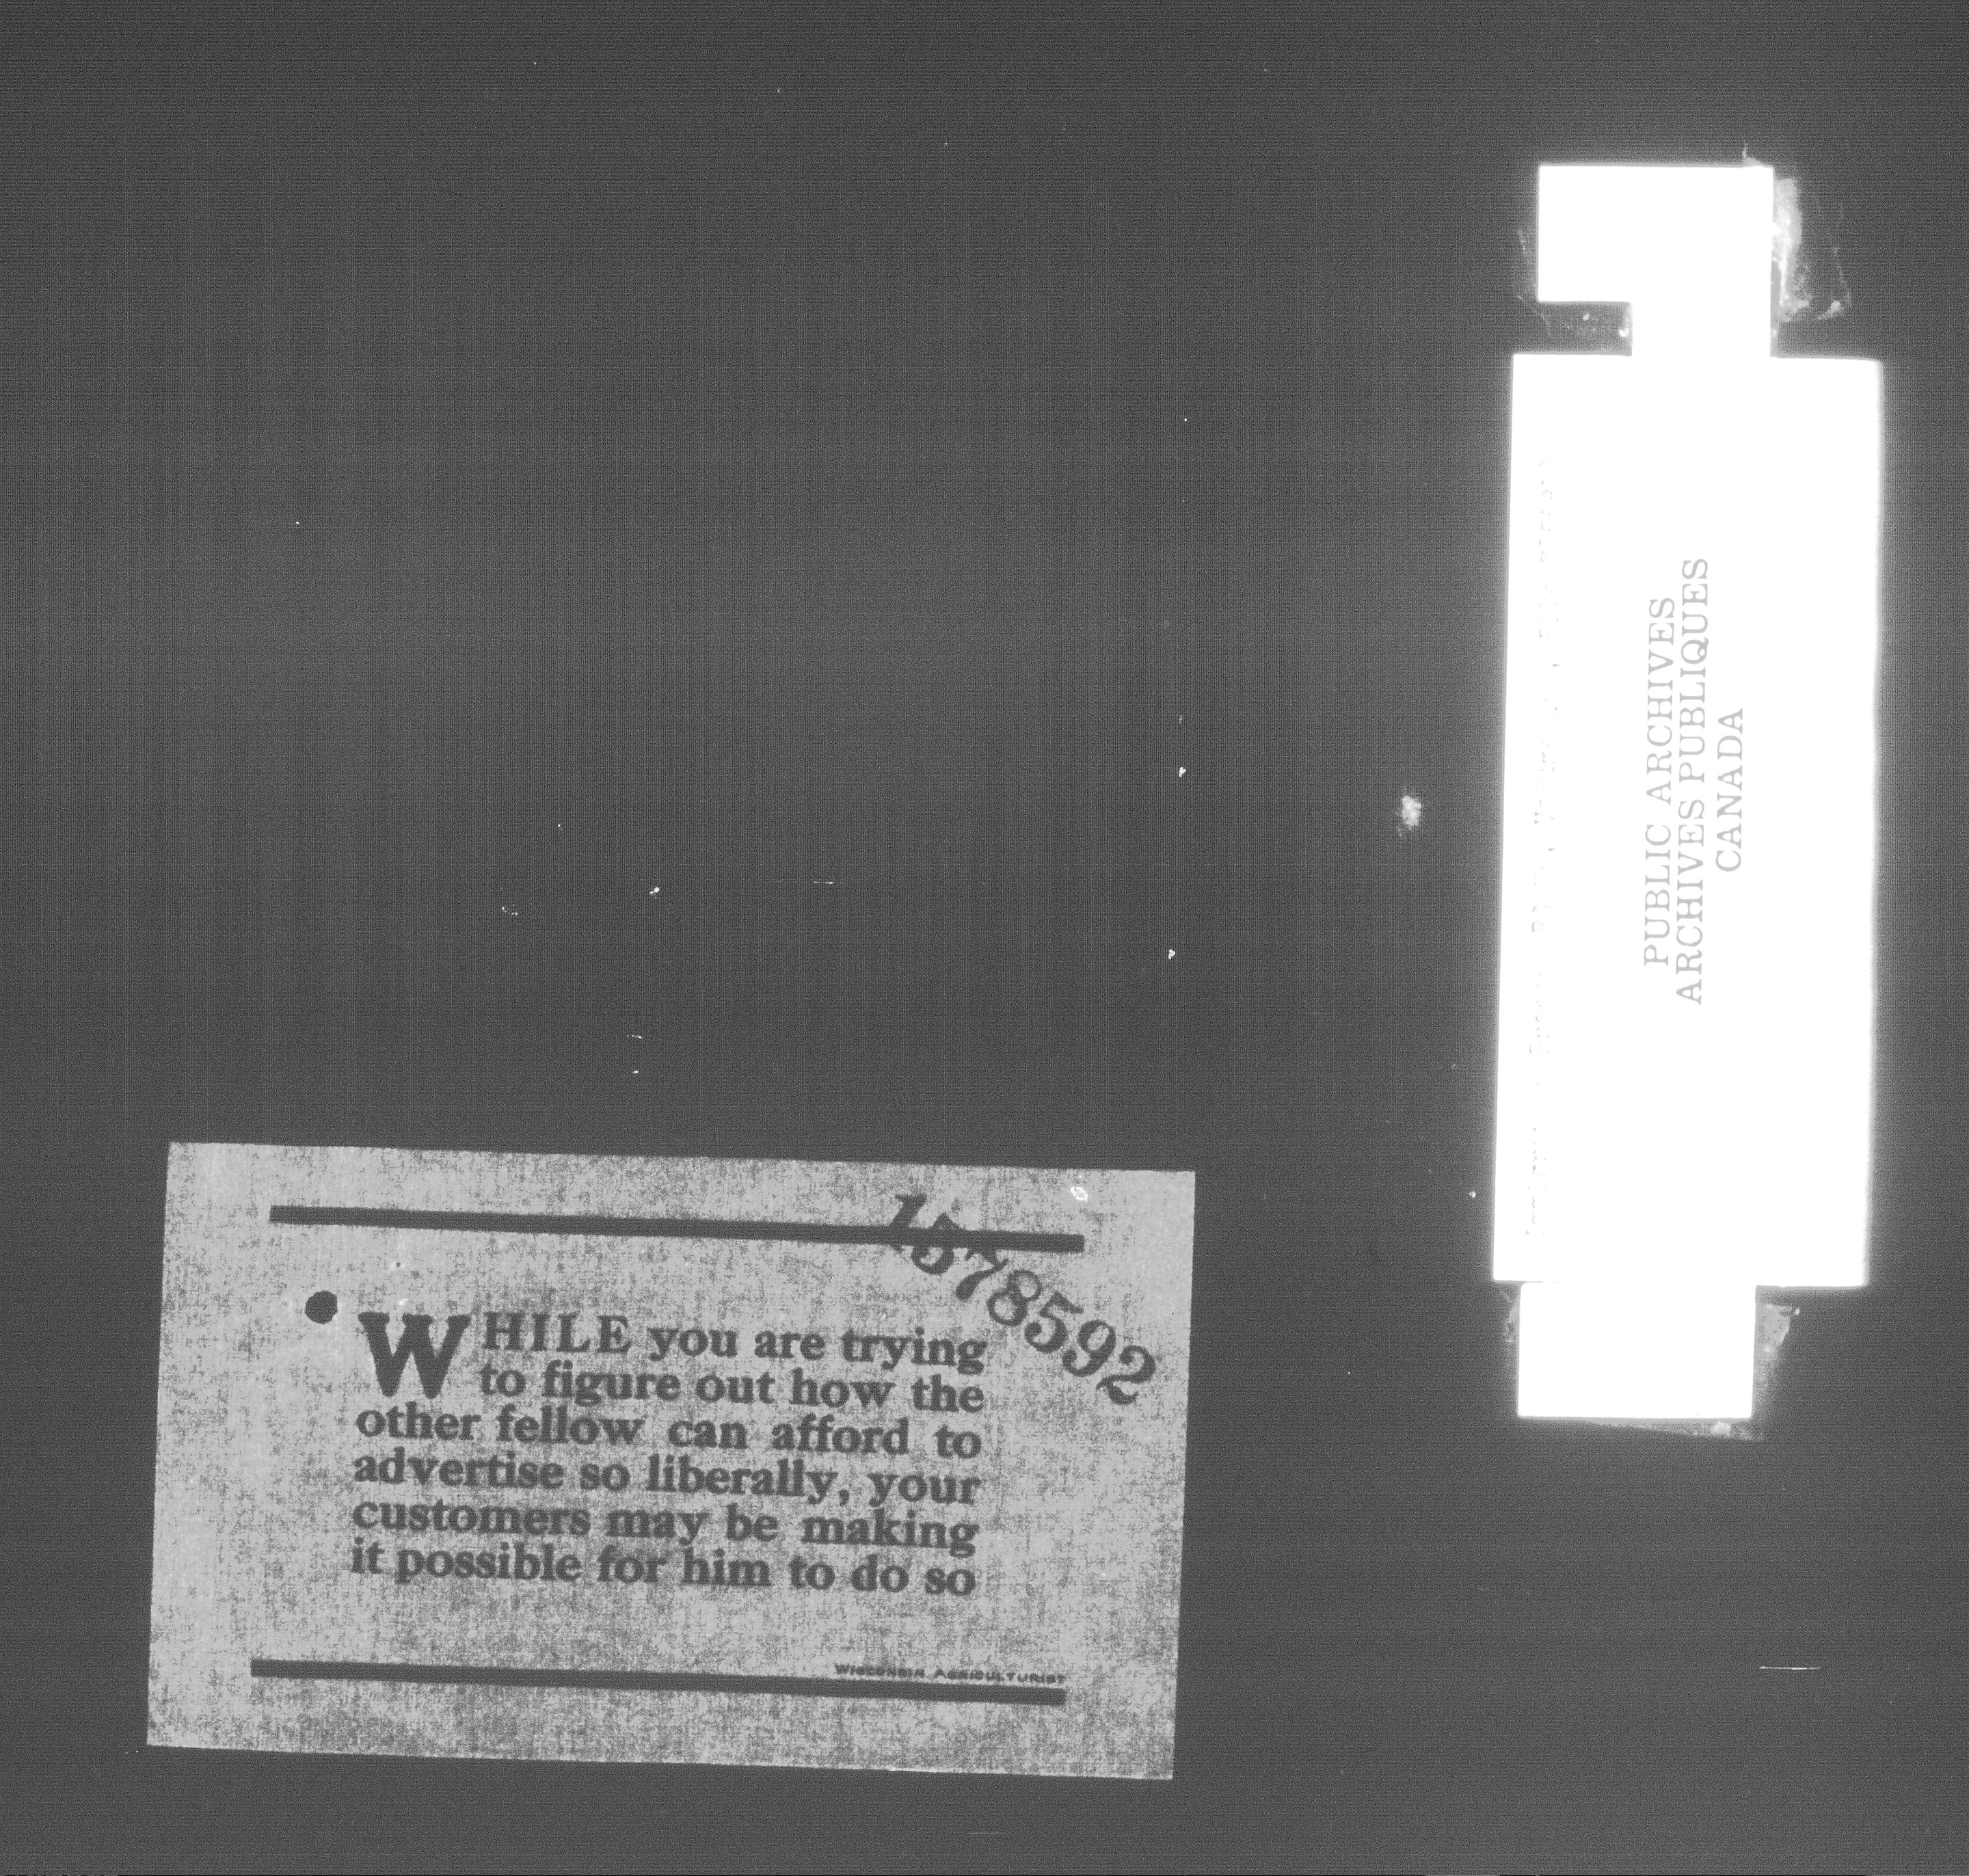 1578592
WHILE you are trying
to figure out how the
other fellow can afford to
advertise so liberally, your
customers may be making
it possible for him to do so
WISCONSIN AGRICULTURIST
PUBLIC ARCHIVES
ARCHIVES PUBLIQUES
CANADA